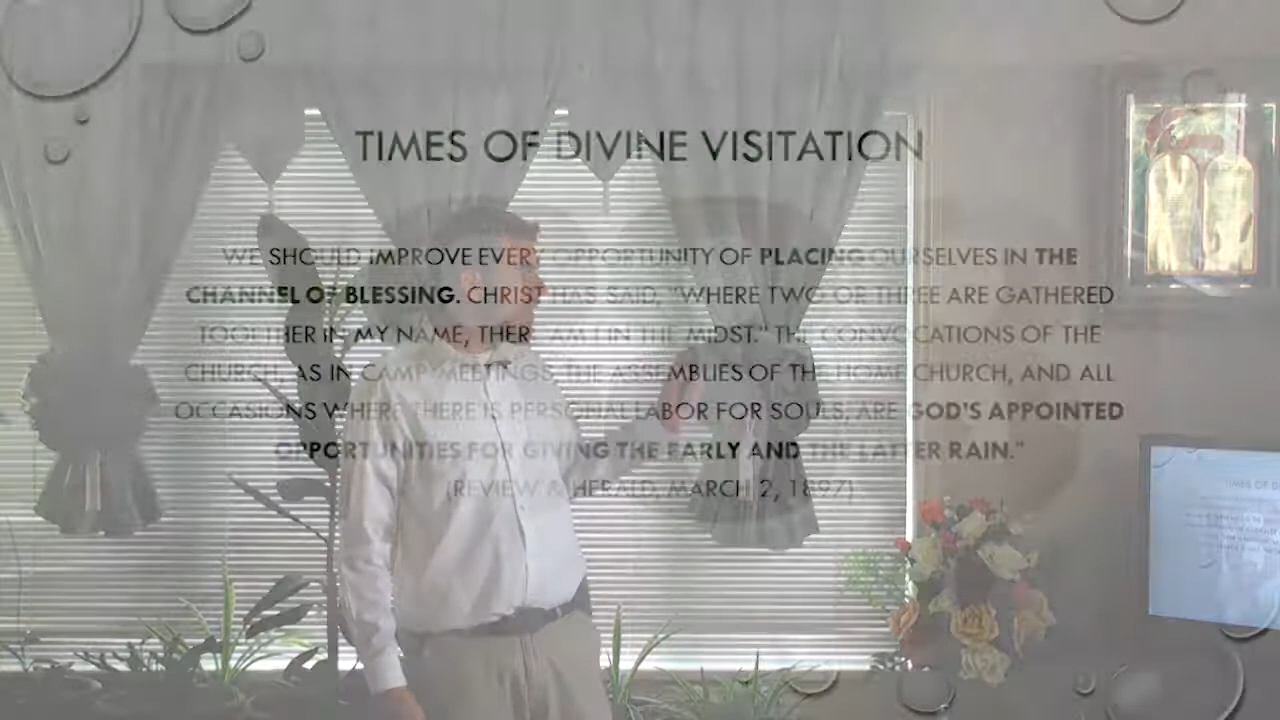 TIMES OF DIVINE VISITATION
WE SHOULD IMPROVE EVERY OPPORTUNITY OF PLACING OURSELVES IN THE
CHANNEL OF BLESSING. CHRIST HAS SAID, "WHERE TWO OR THREE ARE GATHERED
TOGETHER IN MY NAME, THERE AM I IN THE MIDST." THE CONVOCATIONS OF THE
CHURCH, AS IN CAMP MEETINGS, THE ASSEMBLIES OF THE HOME CHURCH, AND ALL
OCCASIONS WHERE THERE IS PERSONAL LABOR FOR SOULS, ARE GOD'S APPOINTED
OPPORTUNITIES FOR GIVING THE EARLY AND THE LATTER RAIN."
(REVIEW & HERALD, MARCH 2, 1897)
TIMES OF D